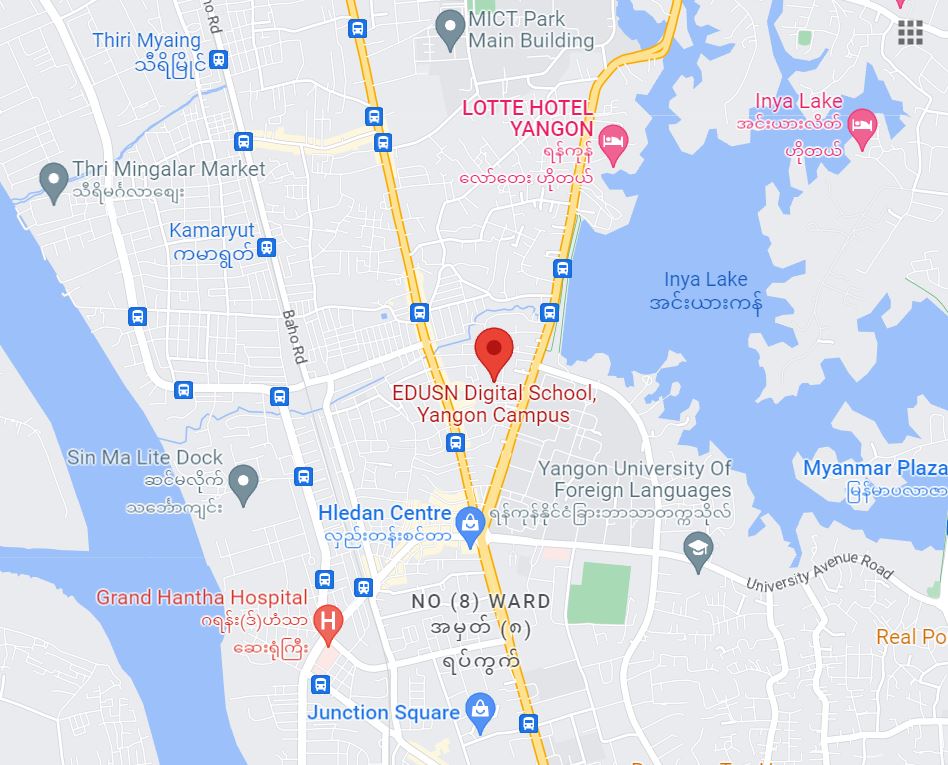 Baho Rd
MICT Park
Main Building
Thiri Myaing
သီရိမြိုင်
LOTTE HOTEL
YANGON
ရန်ကုန်
လော်တေး ဟိုတယ်
Inya Lake
အင်းယားလိတ်
ဟိုတယ်
Thri Mingalar Market
သီရိမင်္ဂလာဈေး
Kamaryut
ကမာရွတ်
Inya Lake
အင်းယားကန်
Baho Rd
EDUSN Digital School,
Yangon Campus
Sin Ma Lite Dock
ဆင်မလိုက်
သင်္ဘောကျင်း
Yangon University Of
Foreign Languages
ရန်ကုန်နိုင်ငံခြားဘာသာတက္ကသိုလ်
Myanmar Plaza
မြန်မာပလာဇာ
Hledan Centre
လှည်းတန်းစင်တာ
University Avenue Road
Grand Hantha Hospital
ဂရန်း(ဒ်)ဟံသာ
ဆေးရုံကြီး
NO (8) WARD
အမှတ် (၈)
ရပ်ကွက်
Real Po
Junction Square